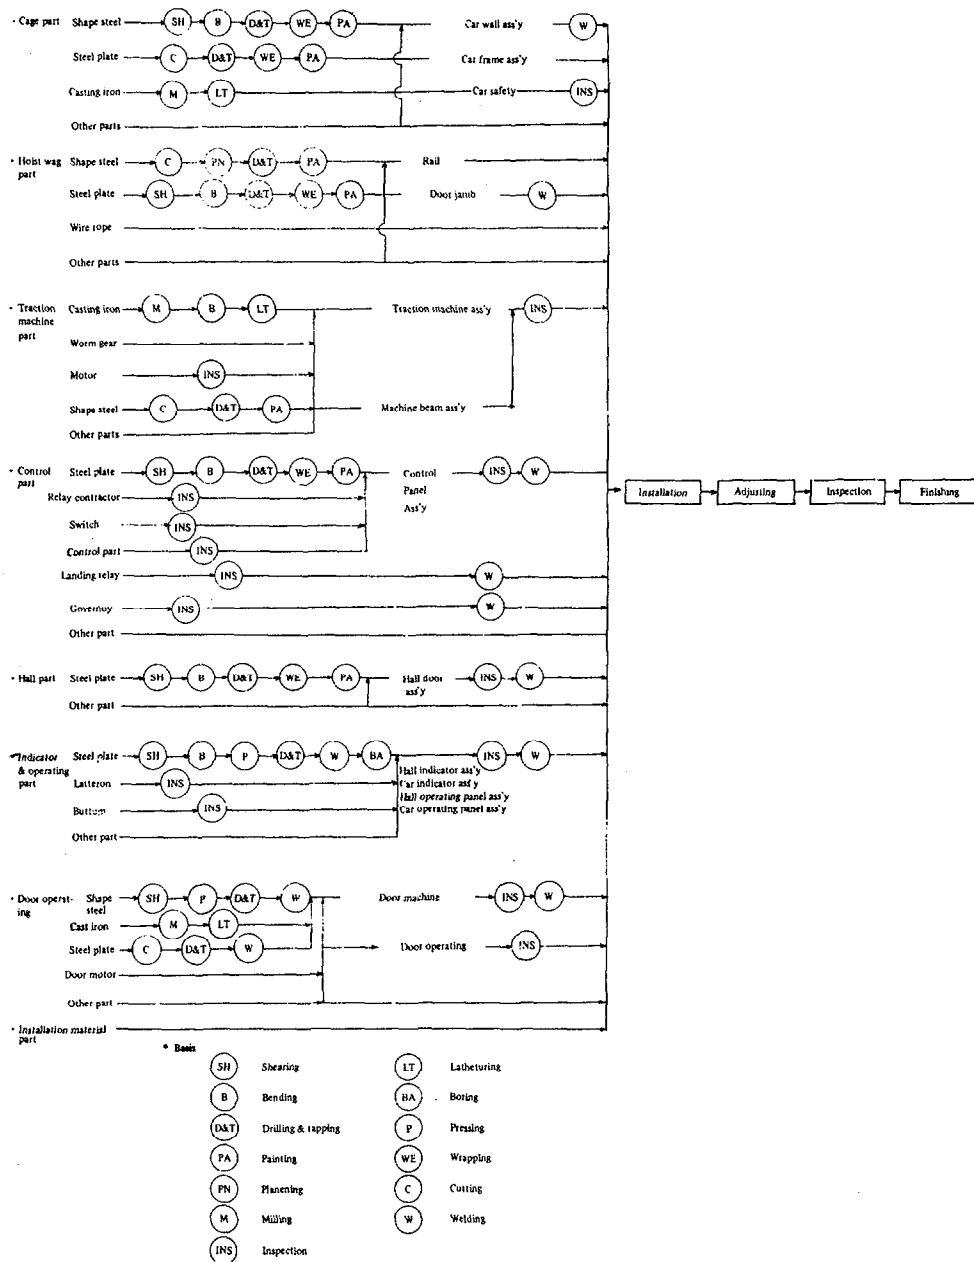 • Cage part Shape steel SH B D&T WE PA Car wall ass'y W
Steel plate C D&T WE PA Car frame ass'y
Casting iron M LT Car safety INS
Other parts
• Hoist wag part Shape steel C PN D&T PA Rail
Steel plate SH B D&T WE PA Door jamb W
Wire rope
Other parts
• Traction machine part Casting iron M B LT Traction machine ass'y INS
Worm gear
Motor INS
Shape steel C D&T PA Machine beam ass'y
Other parts
• Control part Steel plate SH B D&T WE PA Control Panel Ass'y INS W
Relay contractor INS
Switch INS
Control part INS
Installation Adjusting Inspection Finishing
Landing relay INS W
Governoy INS W
Other part
• Hall part Steel plate SH B D&T WE PA Hall door ass'y INS W
Other part
• Indicator & operating part Steel plate SH B P D&T W BA INS W
Hall indicator ass'y
Latteron INS Car indicator ass'y
Hall operating panel ass'y
Buttum INS Car operating panel ass'y
Other part
• Door operating Shape steel SH P D&T W Door machine INS W
Cast iron M LT
Steel plate C D&T W Door operating INS
Door motor
Other part
• Installation material part
* Basis
SH Shearing LT Latheturing
B Bending BA Boring
D&T Drilling & tapping P Pressing
PA Painting WE Wrapping
PN Planening C Cutting
M Milling W Welding
INS Inspection